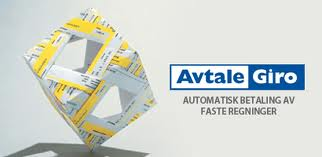 Avtale Giro
AUTOMATISK BETALING AV
FASTE REGNINGER